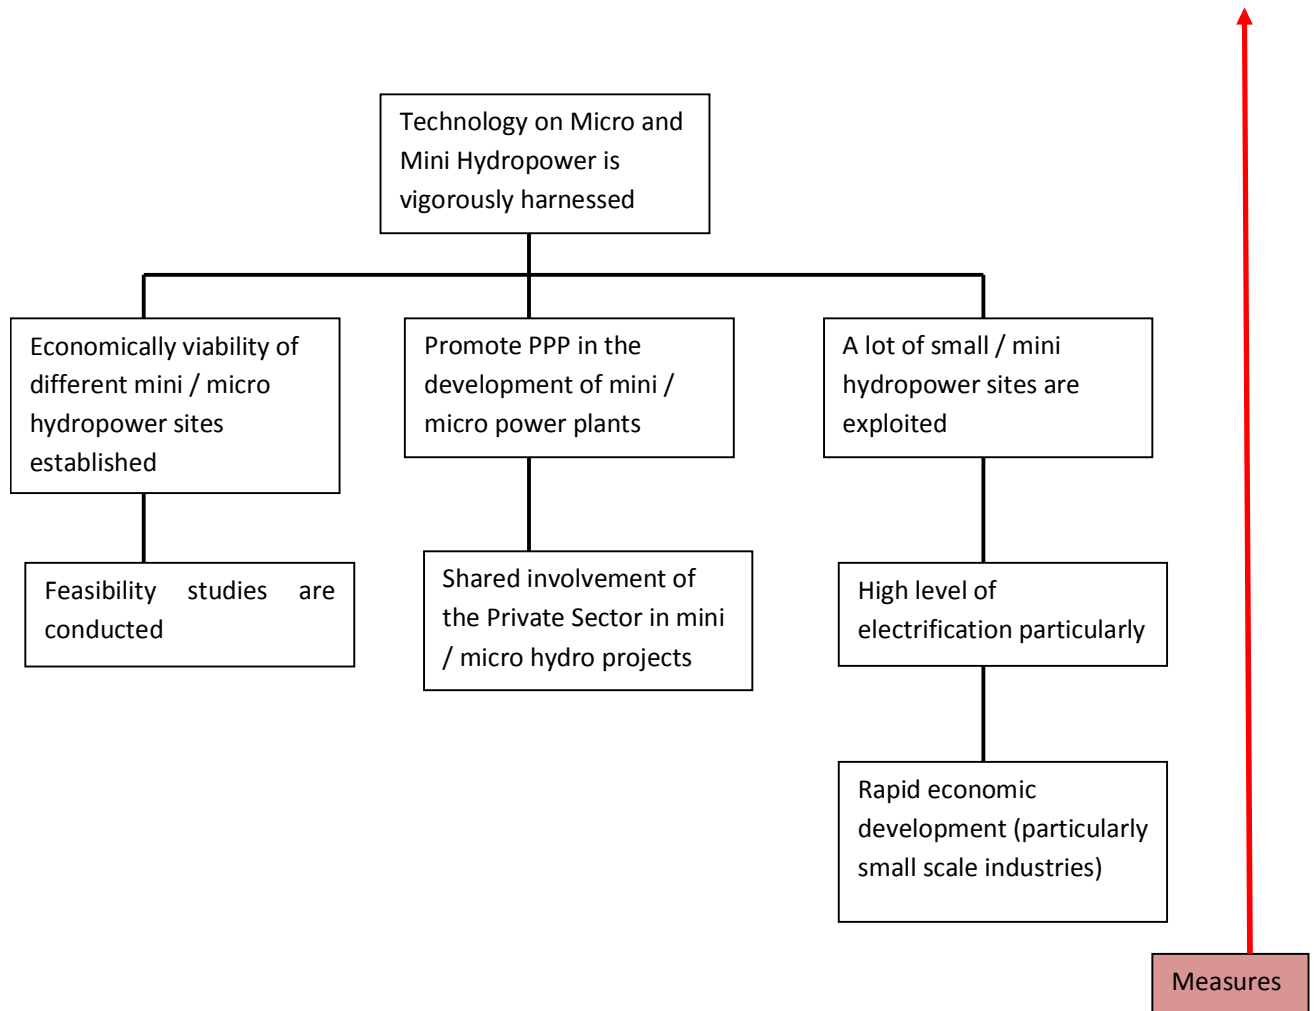 Technology on Micro and
Mini Hydropower is
vigorously harnessed
Economically viability of
different mini / micro
hydropower sites
established
Promote PPP in the
development of mini /
micro power plants
A lot of small / mini
hydropower sites are
exploited
Feasibility studies are
conducted
Shared involvement of
the Private Sector in mini
/ micro hydro projects
High level of
electrification particularly
Rapid economic
development (particularly
small scale industries)
Measures